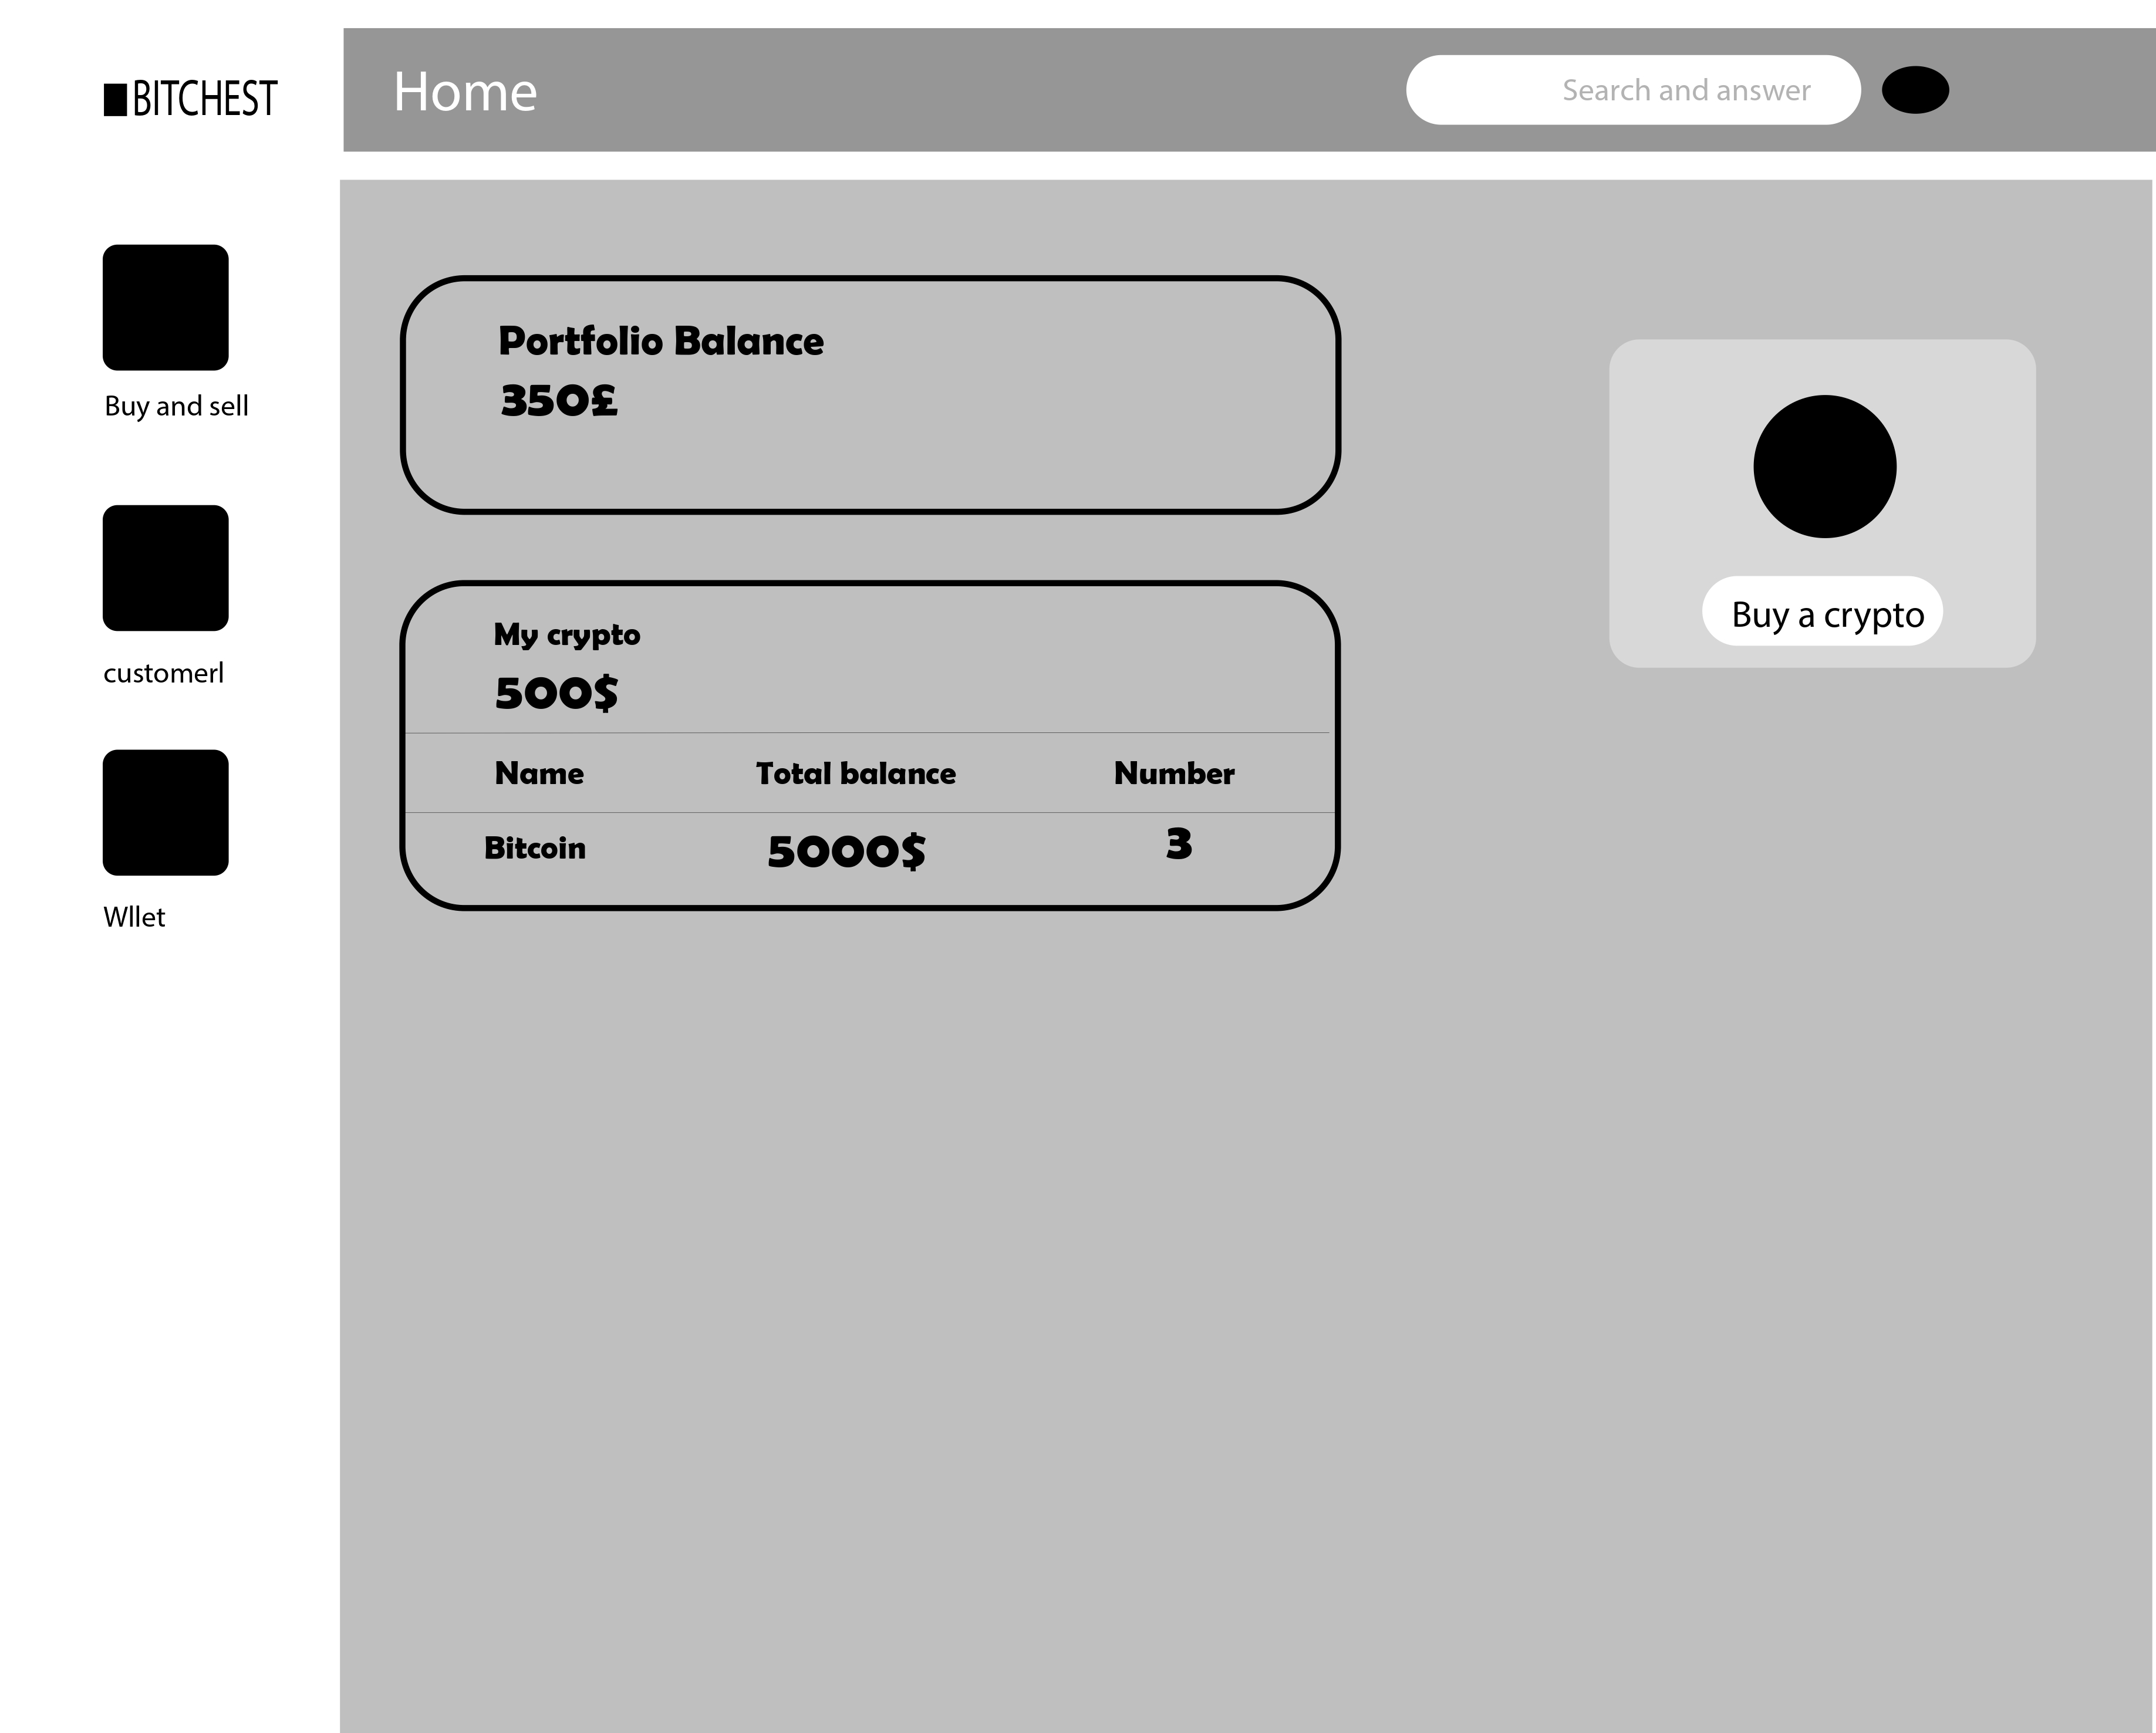 BITCHEST
Home
Search and answer
Buy and sell
customerl
Wllet
Portfolio Balance
350£
My crypto
500$
Name Total balance Number
Bitcoin 5000$ 3
Buy a crypto